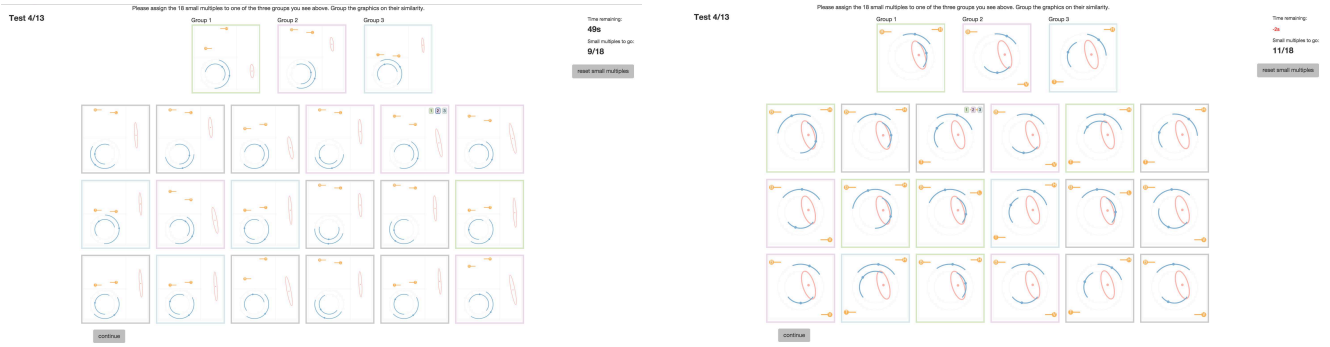 Please assign the 18 small multiples to one of the three groups you see above. Group the graphics on their similarity.
Test 4/13
Group 1
Group 2
Group 3
Time remaining:
49s
Small multiples to go:
9/18
reset small multiples
continue
Please assign the 18 small multiples to one of the three groups you see above. Group the graphics on their similarity.
Test 4/13
Group 1
Group 2
Group 3
Time remaining:
-2s
Small multiples to go:
11/18
reset small multiples
continue